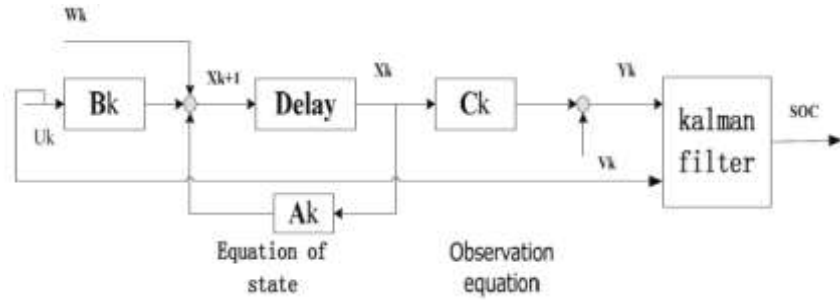 Wk
Xk+1
Xk
Yk
Bk
Delay
Ck
kalman
filter
SOC
Uk
Vk
Ak
Equation of
state
Observation
equation